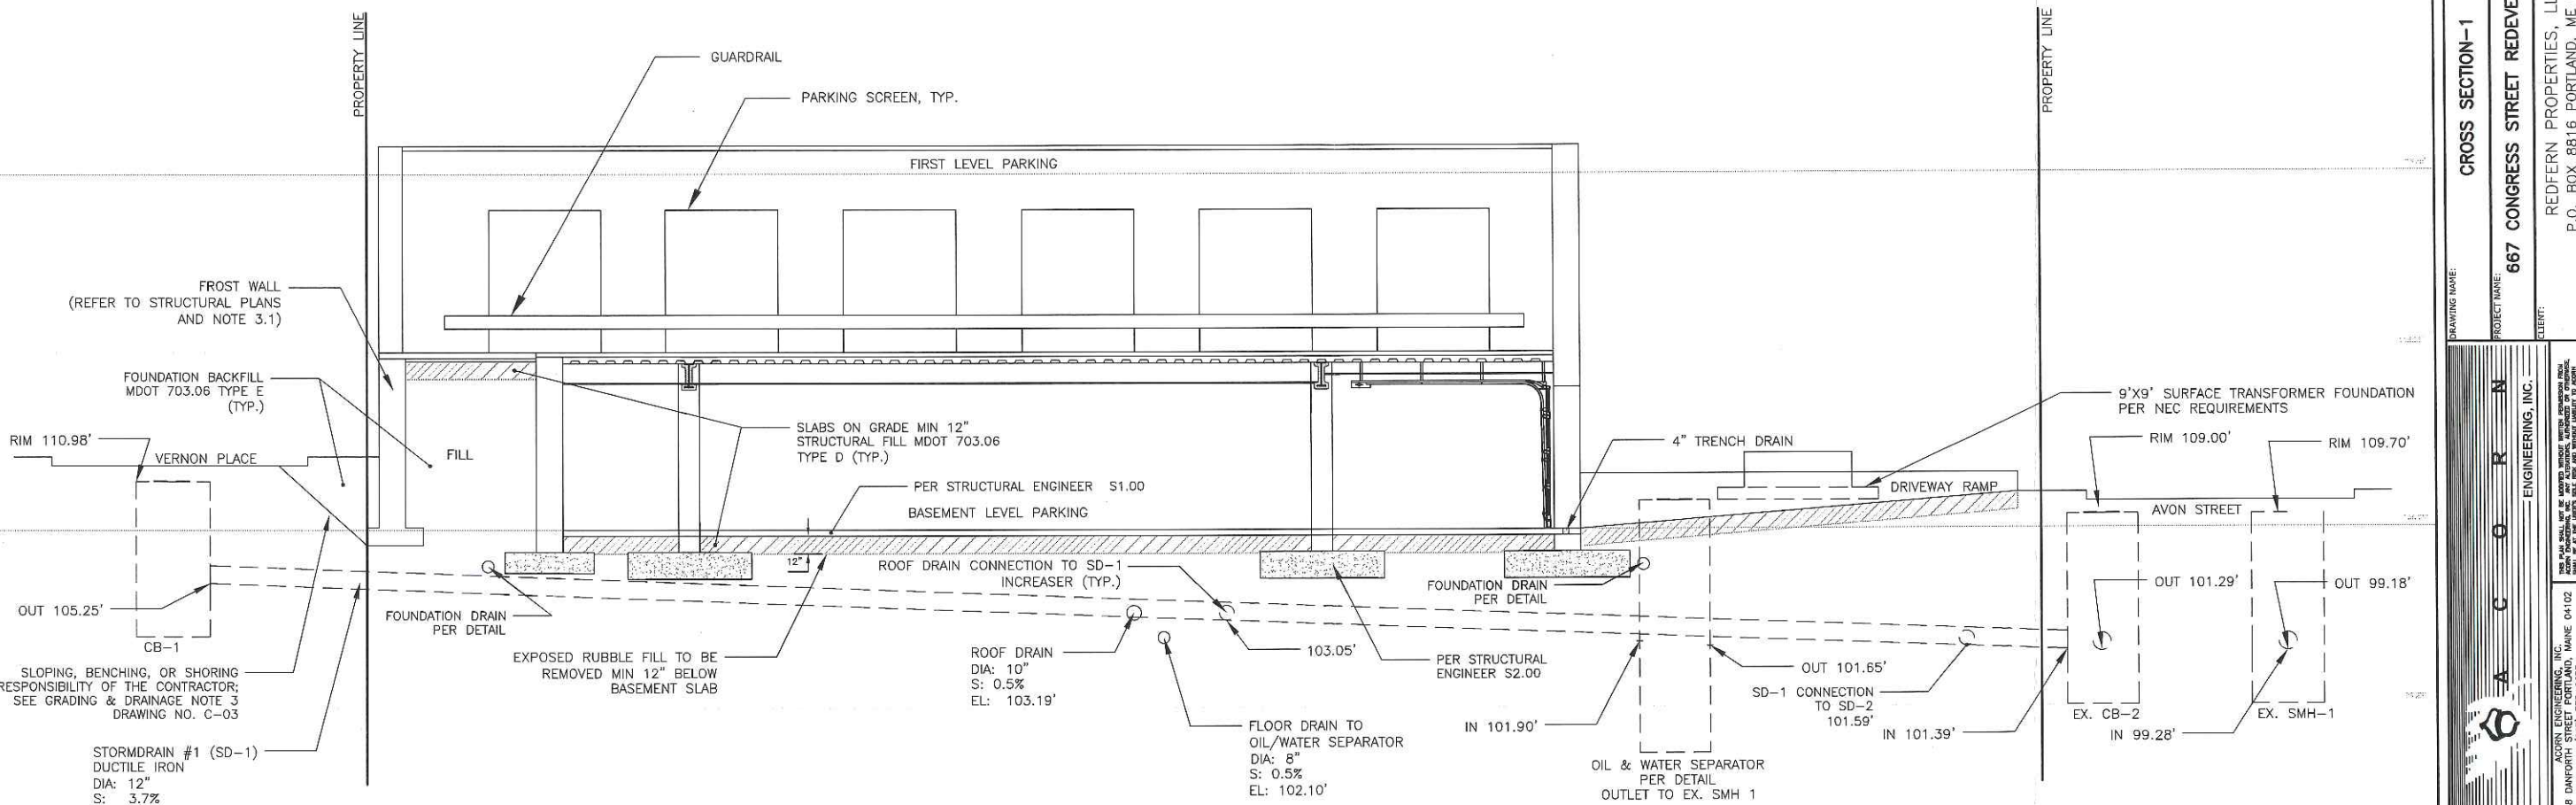 PROPERTY LINE
GUARDRAIL
PARKING SCREEN, TYP.
PROPERTY LINE
FIRST LEVEL PARKING
FROST WALL
(REFER TO STRUCTURAL PLANS
AND NOTE 3.1)
FOUNDATION BACKFILL
MDOT 703.06 TYPE E
(TYP.)
RIM 110.98'
VERNON PLACE
FILL
SLABS ON GRADE MIN 12"
STRUCTURAL FILL MDOT 703.06
TYPE D (TYP.)
PER STRUCTURAL ENGINEER S1.00
BASEMENT LEVEL PARKING
4" TRENCH DRAIN
9'X9' SURFACE TRANSFORMER FOUNDATION
PER NEC REQUIREMENTS
RIM 109.00'
RIM 109.70'
DRIVEWAY RAMP
AVON STREET
12"
ROOF DRAIN CONNECTION TO SD-1
INCREASER (TYP.)
FOUNDATION DRAIN
PER DETAIL
OUT 101.29'
OUT 99.18'
OUT 105.25'
CB-1
FOUNDATION DRAIN
PER DETAIL
EXPOSED RUBBLE FILL TO BE
REMOVED MIN 12" BELOW
BASEMENT SLAB
ROOF DRAIN
DIA: 10"
S: 0.5%
EL: 103.19'
103.05'
PER STRUCTURAL
ENGINEER S2.00
OUT 101.65'
SD-1 CONNECTION
TO SD-2
101.59'
IN 101.90'
IN 101.39'
EX. CB-2
EX. SMH-1
IN 99.28'
SLOPING, BENCHING, OR SHORING
RESPONSIBILITY OF THE CONTRACTOR;
SEE GRADING & DRAINAGE NOTE 3
DRAWING NO. C-03
STORMDRAIN #1 (SD-1)
DUCTILE IRON
DIA: 12"
S: 3.7%
FLOOR DRAIN TO
OIL/WATER SEPARATOR
DIA: 8"
S: 0.5%
EL: 102.10'
OIL & WATER SEPARATOR
PER DETAIL
OUTLET TO EX. SMH 1
DRAWING NAME:
CROSS SECTION-1
PROJECT NAME:
667 CONGRESS STREET
CLIENT:
REDFERN PROPERTIES,
P.O. BOX 8816 PORTLAND, ME
ACORN
ENGINEERING, INC.
ACORN ENGINEERING, INC.
DANFORTH STREET PORTLAND, MAINE 04102